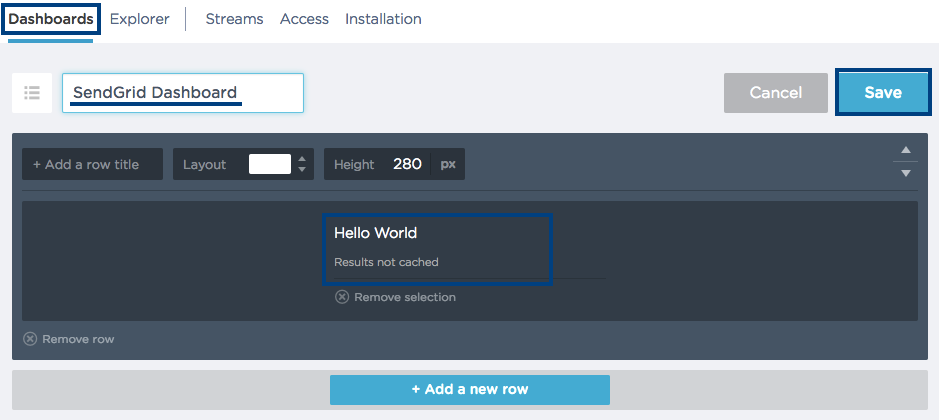 Dashboards Explorer Streams Access Installation
SendGrid Dashboard Cancel Save
+ Add a row title Layout Height 280 px
Hello World
Results not cached
Remove selection
Remove row
+ Add a new row